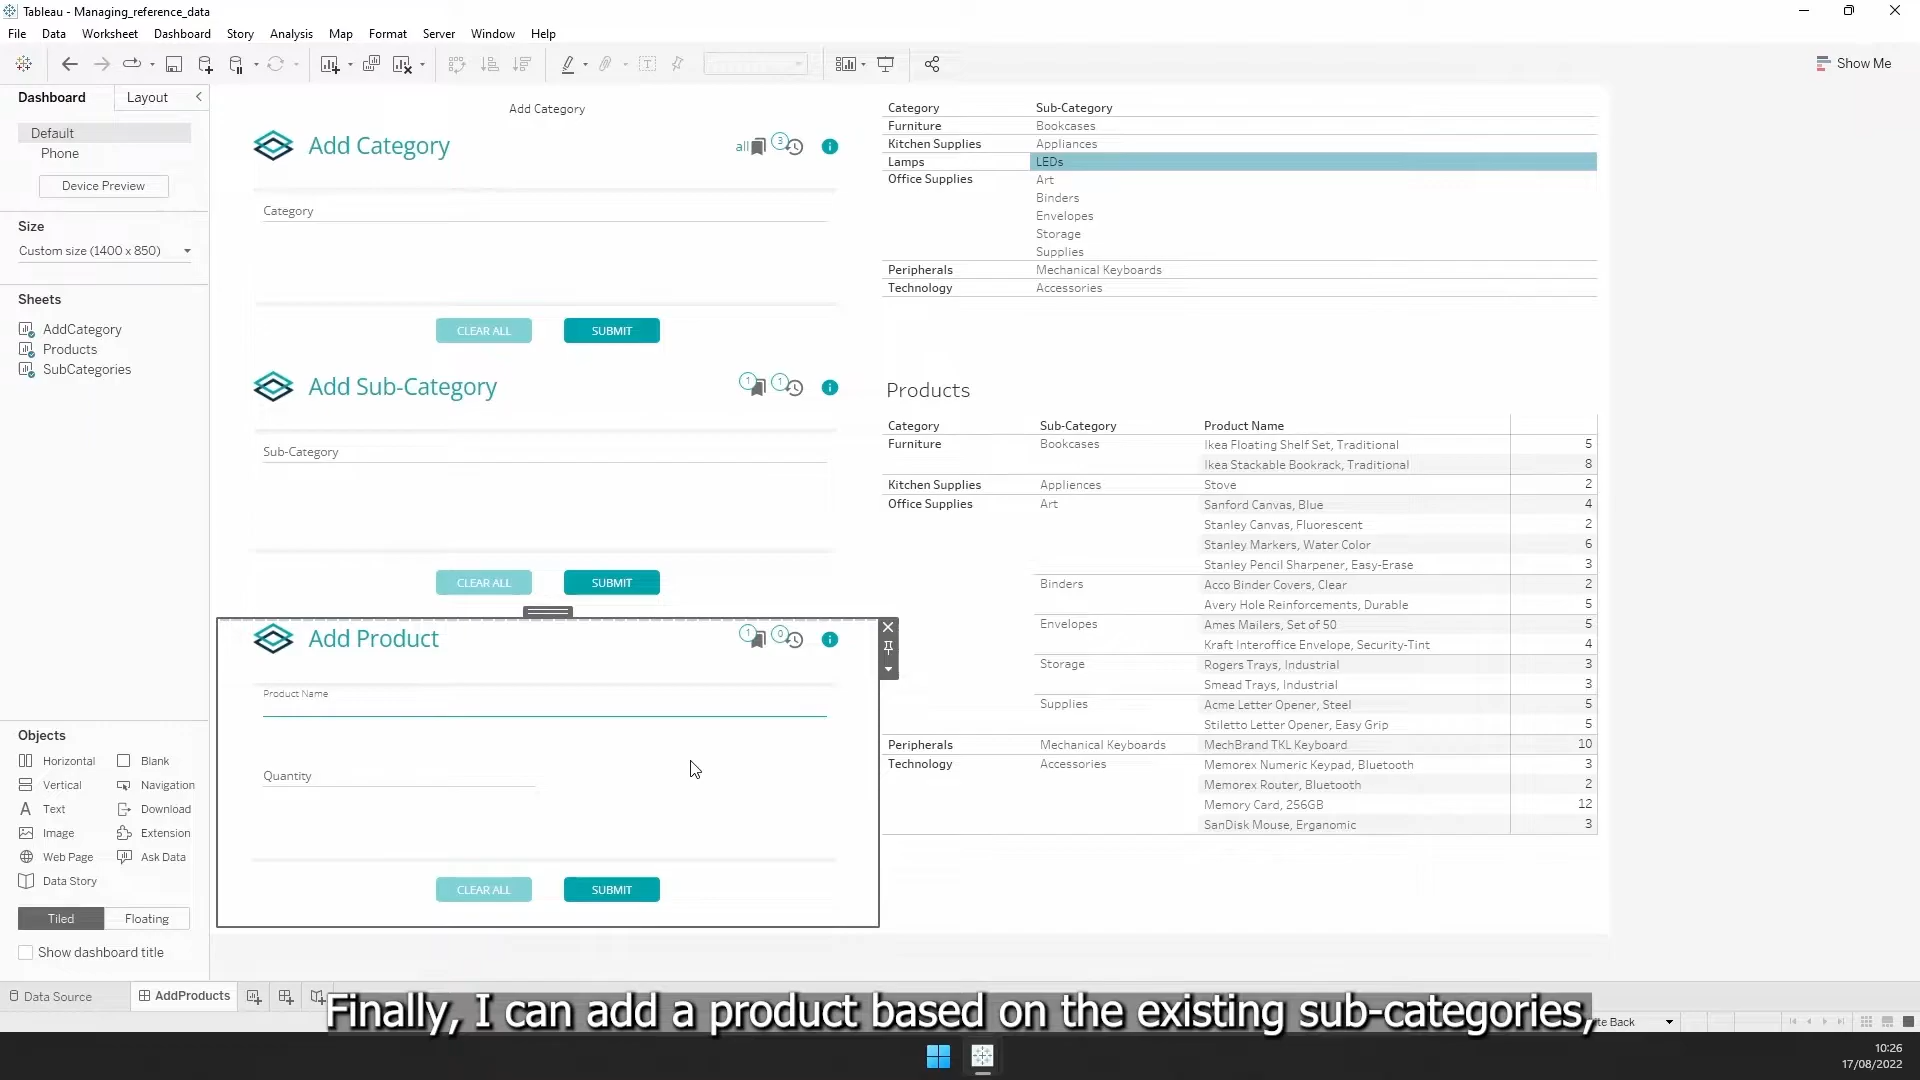 Tableau - Managing_reference_data
File Data Worksheet Dashboard Story Analysis Map Format Server Window Help
Show Me
Dashboard Layout
Default
Phone
Device Preview
Size
Custom size (1400 x 850)
Sheets
AddCategory
Products
SubCategories
Objects
Horizontal Blank
Vertical Navigation
Text Download
Image Extension
Web Page Ask Data
Data Story
Tiled Floating
Show dashboard title
Add Category
Add Category
all 3
Category
CLEAR ALL SUBMIT
Add Sub-Category
1 1
Sub-Category
CLEAR ALL SUBMIT
Add Product
1 0
Product Name
Quantity
CLEAR ALL SUBMIT
Category Sub-Category
Furniture Bookcases
Kitchen Supplies Appliances
Lamps LEDs
Office Supplies Art
Binders
Envelopes
Storage
Supplies
Peripherals Mechanical Keyboards
Technology Accessories
Products
Category Sub-Category Product Name
Furniture Bookcases Ikea Floating Shelf Set, Traditional 5
Ikea Stackable Bookrack, Traditional 8
Kitchen Supplies Appliances Stove 2
Office Supplies Art Sanford Canvas, Blue 4
Stanley Canvas, Fluorescent 2
Stanley Markers, Water Color 6
Stanley Pencil Sharpener, Easy-Erase 3
Binders Acco Binder Covers, Clear 2
Avery Hole Reinforcements, Durable 5
Envelopes Ames Mailers, Set of 50 5
Kraft Interoffice Envelope, Security-Tint 4
Storage Rogers Trays, Industrial 3
Smead Trays, Industrial 3
Supplies Acme Letter Opener, Steel 5
Stiletto Letter Opener, Easy Grip 5
Peripherals Mechanical Keyboards MechBrand TKL Keyboard 10
Technology Accessories Memorex Numeric Keypad, Bluetooth 3
Memorex Router, Bluetooth 2
Memory Card, 256GB 12
SanDisk Mouse, Erganomic 3
Data Source AddProducts
Finally, I can add a product based on the existing sub-categories,
Back
10:26
17/08/2022